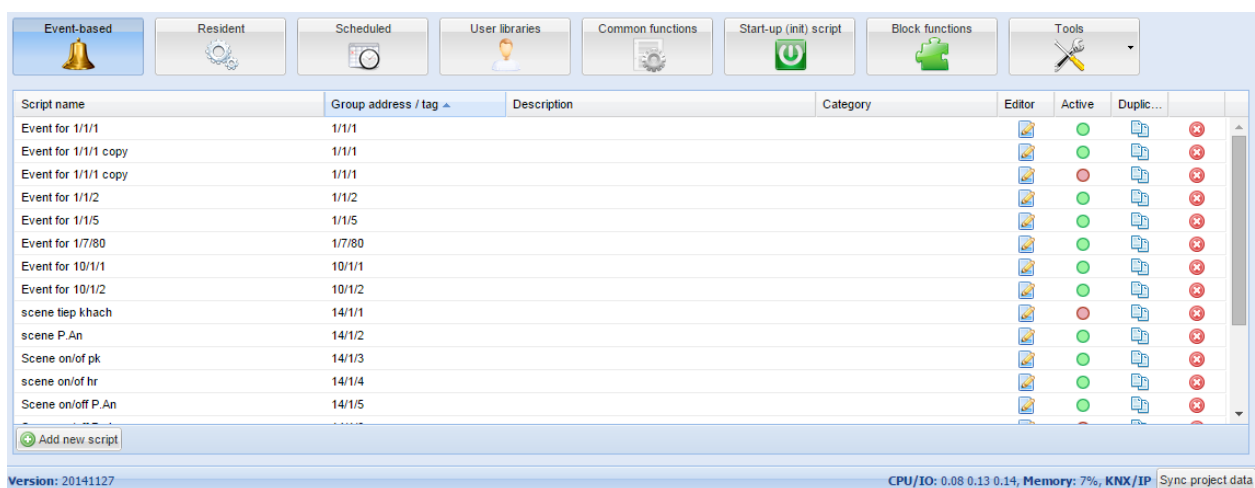 Event-based Resident Scheduled User libraries Common functions Start-up (init) script Block functions Tools
Script name Group address / tag Description Category Editor Active Duplic...
Event for 1/1/1 1/1/1
Event for 1/1/1 copy 1/1/1
Event for 1/1/1 copy 1/1/1
Event for 1/1/2 1/1/2
Event for 1/1/5 1/1/5
Event for 1/7/80 1/7/80
Event for 10/1/1 10/1/1
Event for 10/1/2 10/1/2
scene tiep khach 14/1/1
scene P.An 14/1/2
Scene on/of pk 14/1/3
scene on/of hr 14/1/4
Scene on/off P.An 14/1/5
Add new script
Version: 20141127 CPU/IO: 0.08 0.13 0.14, Memory: 7%, KNX/IP Sync project data